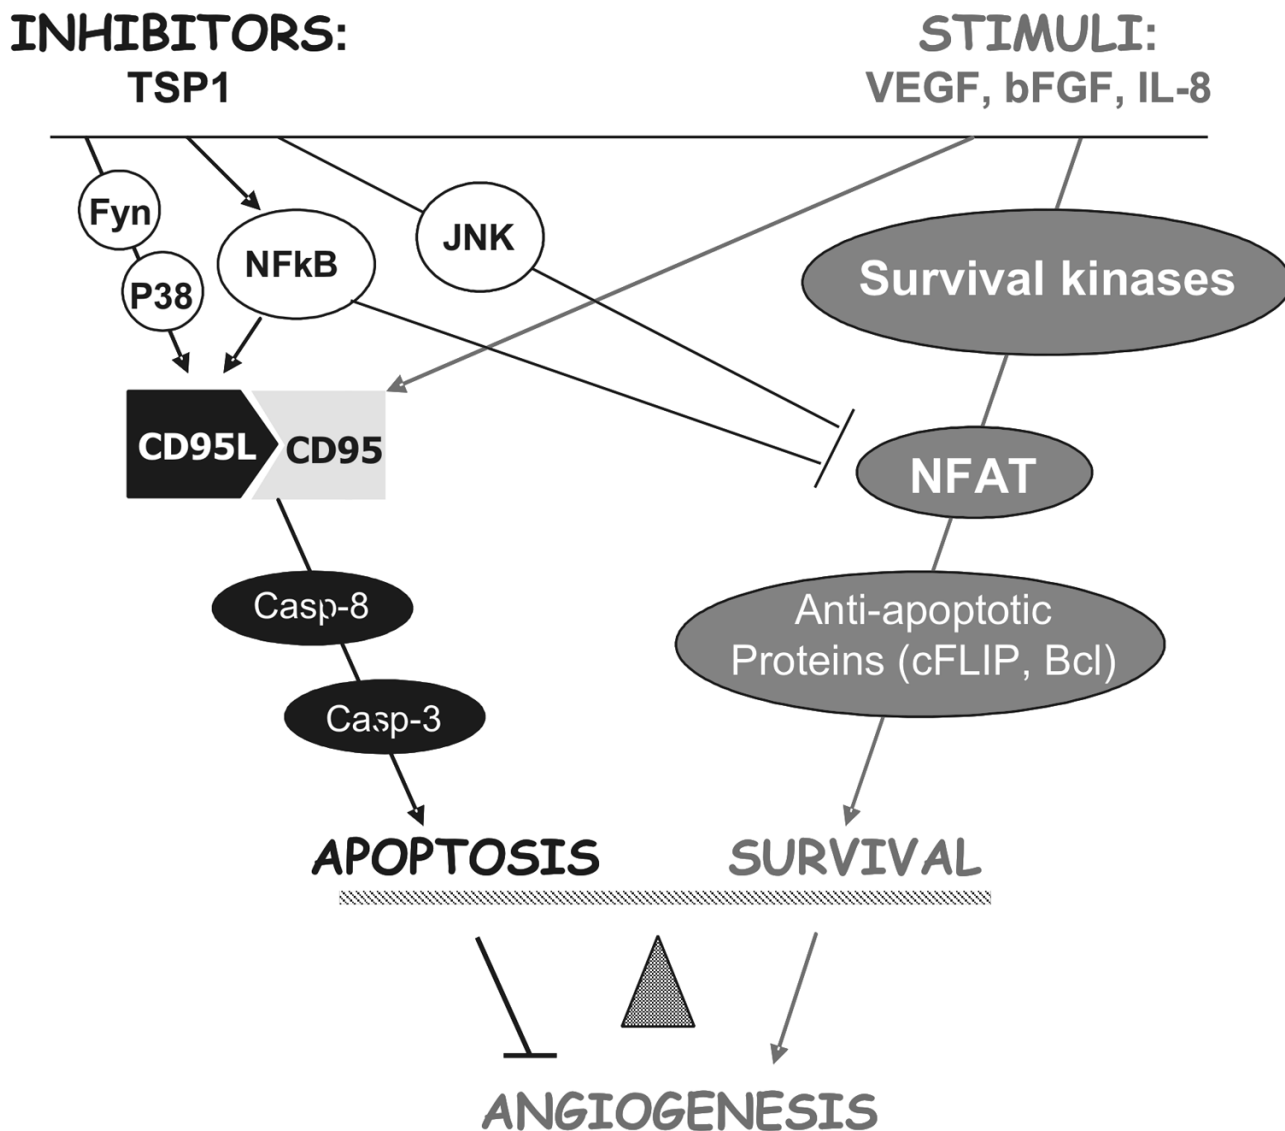 INHIBITORS:
TSP1
STIMULI:
VEGF, bFGF, IL-8
Fyn
P38
NFkB
JNK
Survival kinases
CD95L
CD95
NFAT
Casp-8
Casp-3
Anti-apoptotic
Proteins (cFLIP, Bcl)
APOPTOSIS
SURVIVAL
ANGIOGENESIS